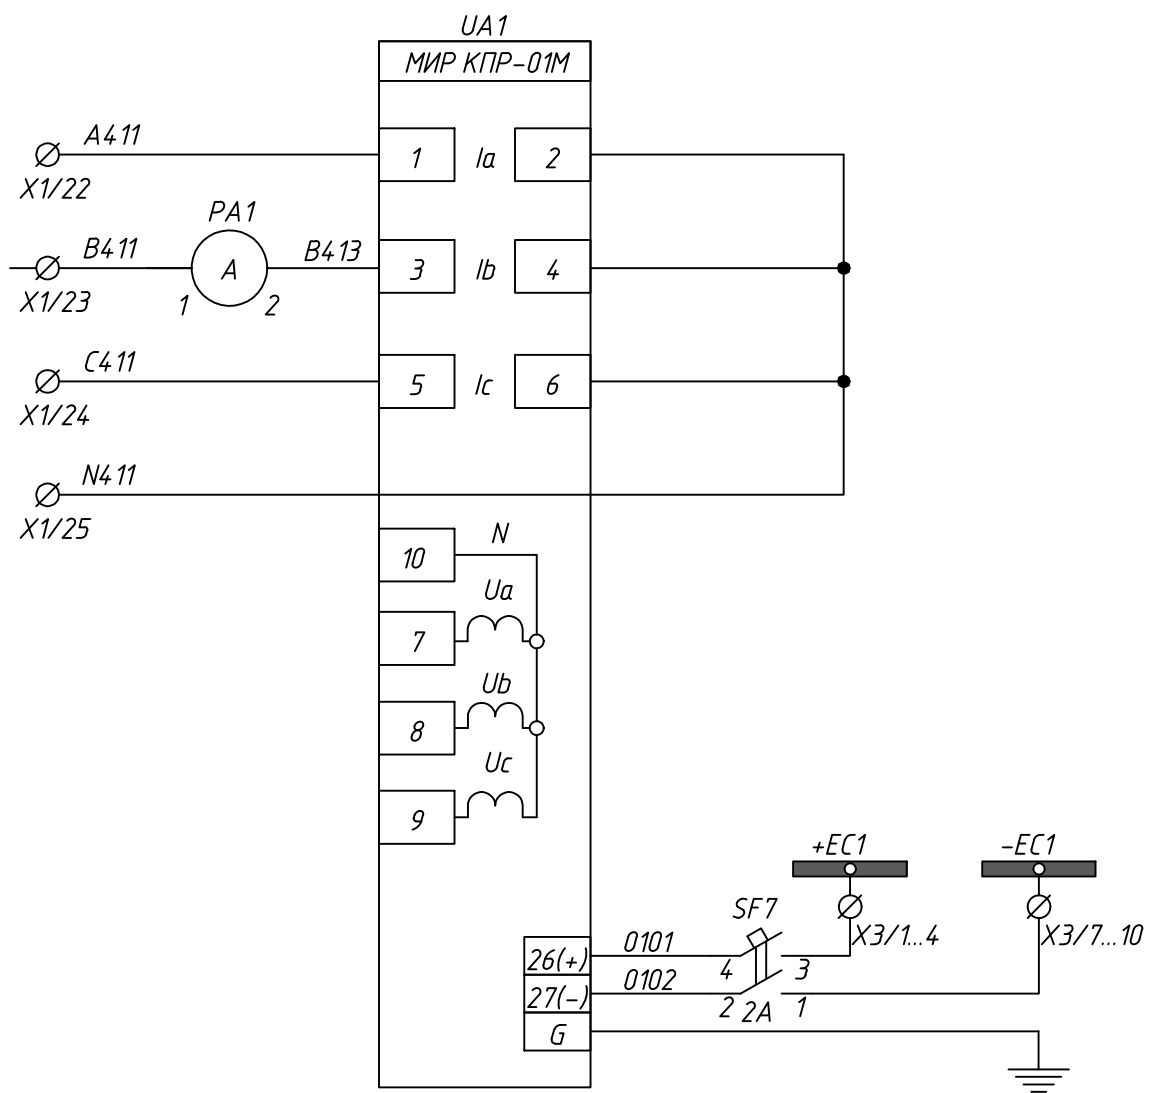 UA1
МИР КПР-01М
A411
1
Ia
2
X1/22
PA1
B411
A
B413
3
Ib
4
X1/23
1
2
C411
5
Ic
6
X1/24
N411
X1/25
N
10
Ua
7
Ub
8
Uc
9
+EC1
-EC1
SF7
X3/1...4
X3/7...10
26(+)
0101
4
3
27(-)
0102
2
2А
1
G